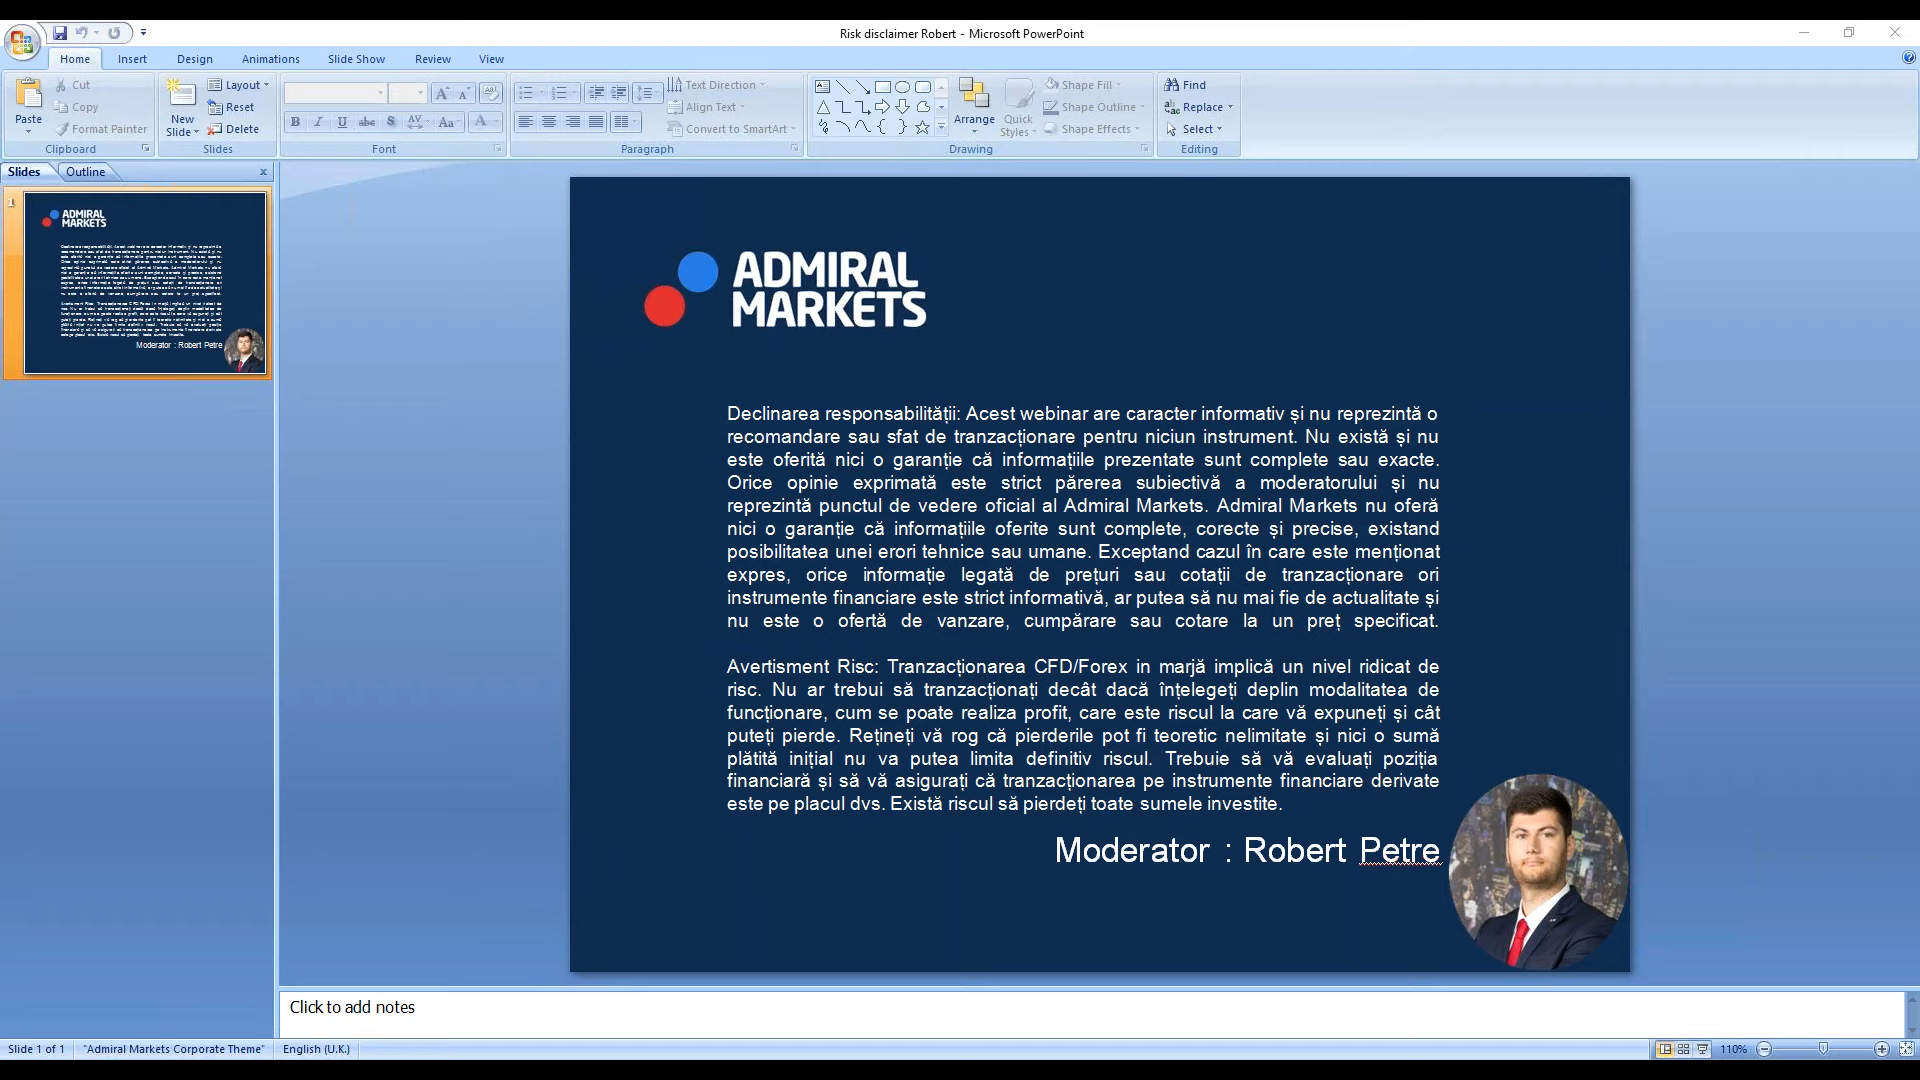 Risk disclaimer Robert - Microsoft PowerPoint
Home Insert Design Animations Slide Show Review View
Paste
Cut
Copy
Format Painter
Clipboard
New Slide
Layout
Reset
Delete
Slides
B I U abc S AV Aa A
Font
Text Direction
Align Text
Convert to SmartArt
Paragraph
Arrange
Quick Styles
Shape Fill
Shape Outline
Shape Effects
Drawing
Find
Replace
Select
Editing
Slides Outline
1
ADMIRAL
MARKETS
Moderator : Robert Petre
ADMIRAL
MARKETS
Declinarea responsabilității: Acest webinar are caracter informativ și nu reprezintă o
recomandare sau sfat de tranzacționare pentru niciun instrument. Nu există și nu
este oferită nici o garanție că informațiile prezentate sunt complete sau exacte.
Orice opinie exprimată este strict părerea subiectivă a moderatorului și nu
reprezintă punctul de vedere oficial al Admiral Markets. Admiral Markets nu oferă
nici o garanție că informațiile oferite sunt complete, corecte și precise, existand
posibilitatea unei erori tehnice sau umane. Exceptand cazul în care este menționat
expres, orice informație legată de prețuri sau cotații de tranzacționare ori
instrumente financiare este strict informativă, ar putea să nu mai fie de actualitate și
nu este o ofertă de vanzare, cumpărare sau cotare la un preț specificat.
Avertisment Risc: Tranzacționarea CFD/Forex in marjă implică un nivel ridicat de
risc. Nu ar trebui să tranzacționați decât dacă înțelegeți deplin modalitatea de
funcționare, cum se poate realiza profit, care este riscul la care vă expuneți și cât
puteți pierde. Rețineți vă rog că pierderile pot fi teoretic nelimitate și nici o sumă
plătită inițial nu va putea limita definitiv riscul. Trebuie să vă evaluați poziția
financiară și să vă asigurați că tranzacționarea pe instrumente financiare derivate
este pe placul dvs. Există riscul să pierdeți toate sumele investite.
Moderator : Robert Petre
Click to add notes
Slide 1 of 1 "Admiral Markets Corporate Theme" English (U.K.) 110%